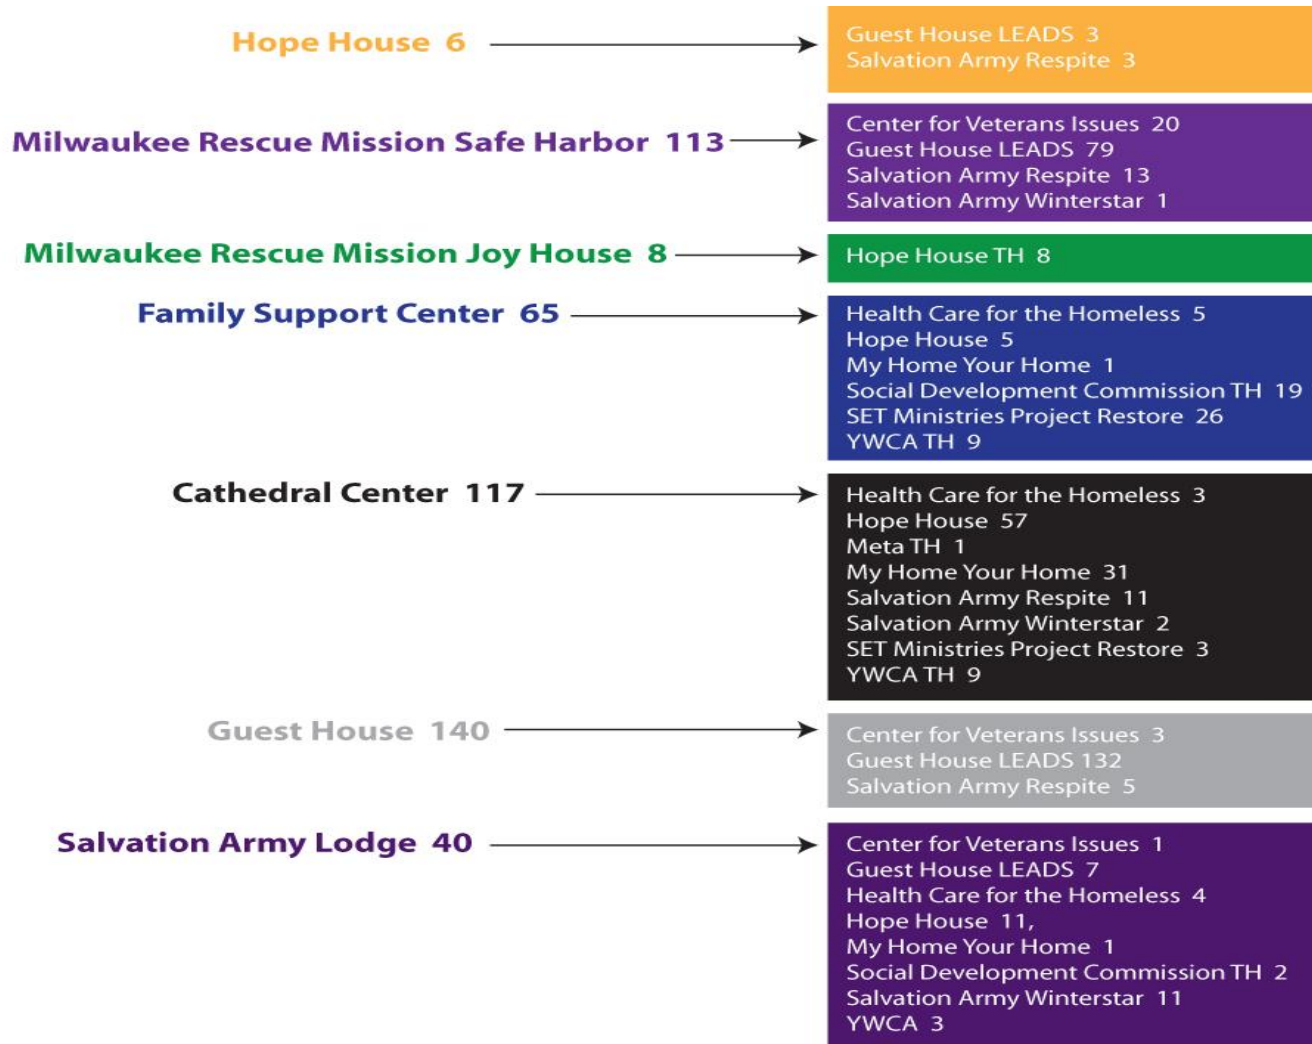 Hope House 6
Guest House LEADS 3
Salvation Army Respite 3
Milwaukee Rescue Mission Safe Harbor 113
Center for Veterans Issues 20
Guest House LEADS 79
Salvation Army Respite 13
Salvation Army Winterstar 1
Milwaukee Rescue Mission Joy House 8
Hope House TH 8
Family Support Center 65
Health Care for the Homeless 5
Hope House 5
My Home Your Home 1
Social Development Commission TH 19
SET Ministries Project Restore 26
YWCA TH 9
Cathedral Center 117
Health Care for the Homeless 3
Hope House 57
Meta TH 1
My Home Your Home 31
Salvation Army Respite 11
Salvation Army Winterstar 2
SET Ministries Project Restore 3
YWCA TH 9
Guest House 140
Center for Veterans Issues 3
Guest House LEADS 132
Salvation Army Respite 5
Salvation Army Lodge 40
Center for Veterans Issues 1
Guest House LEADS 7
Health Care for the Homeless 4
Hope House 11,
My Home Your Home 1
Social Development Commission TH 2
Salvation Army Winterstar 11
YWCA 3